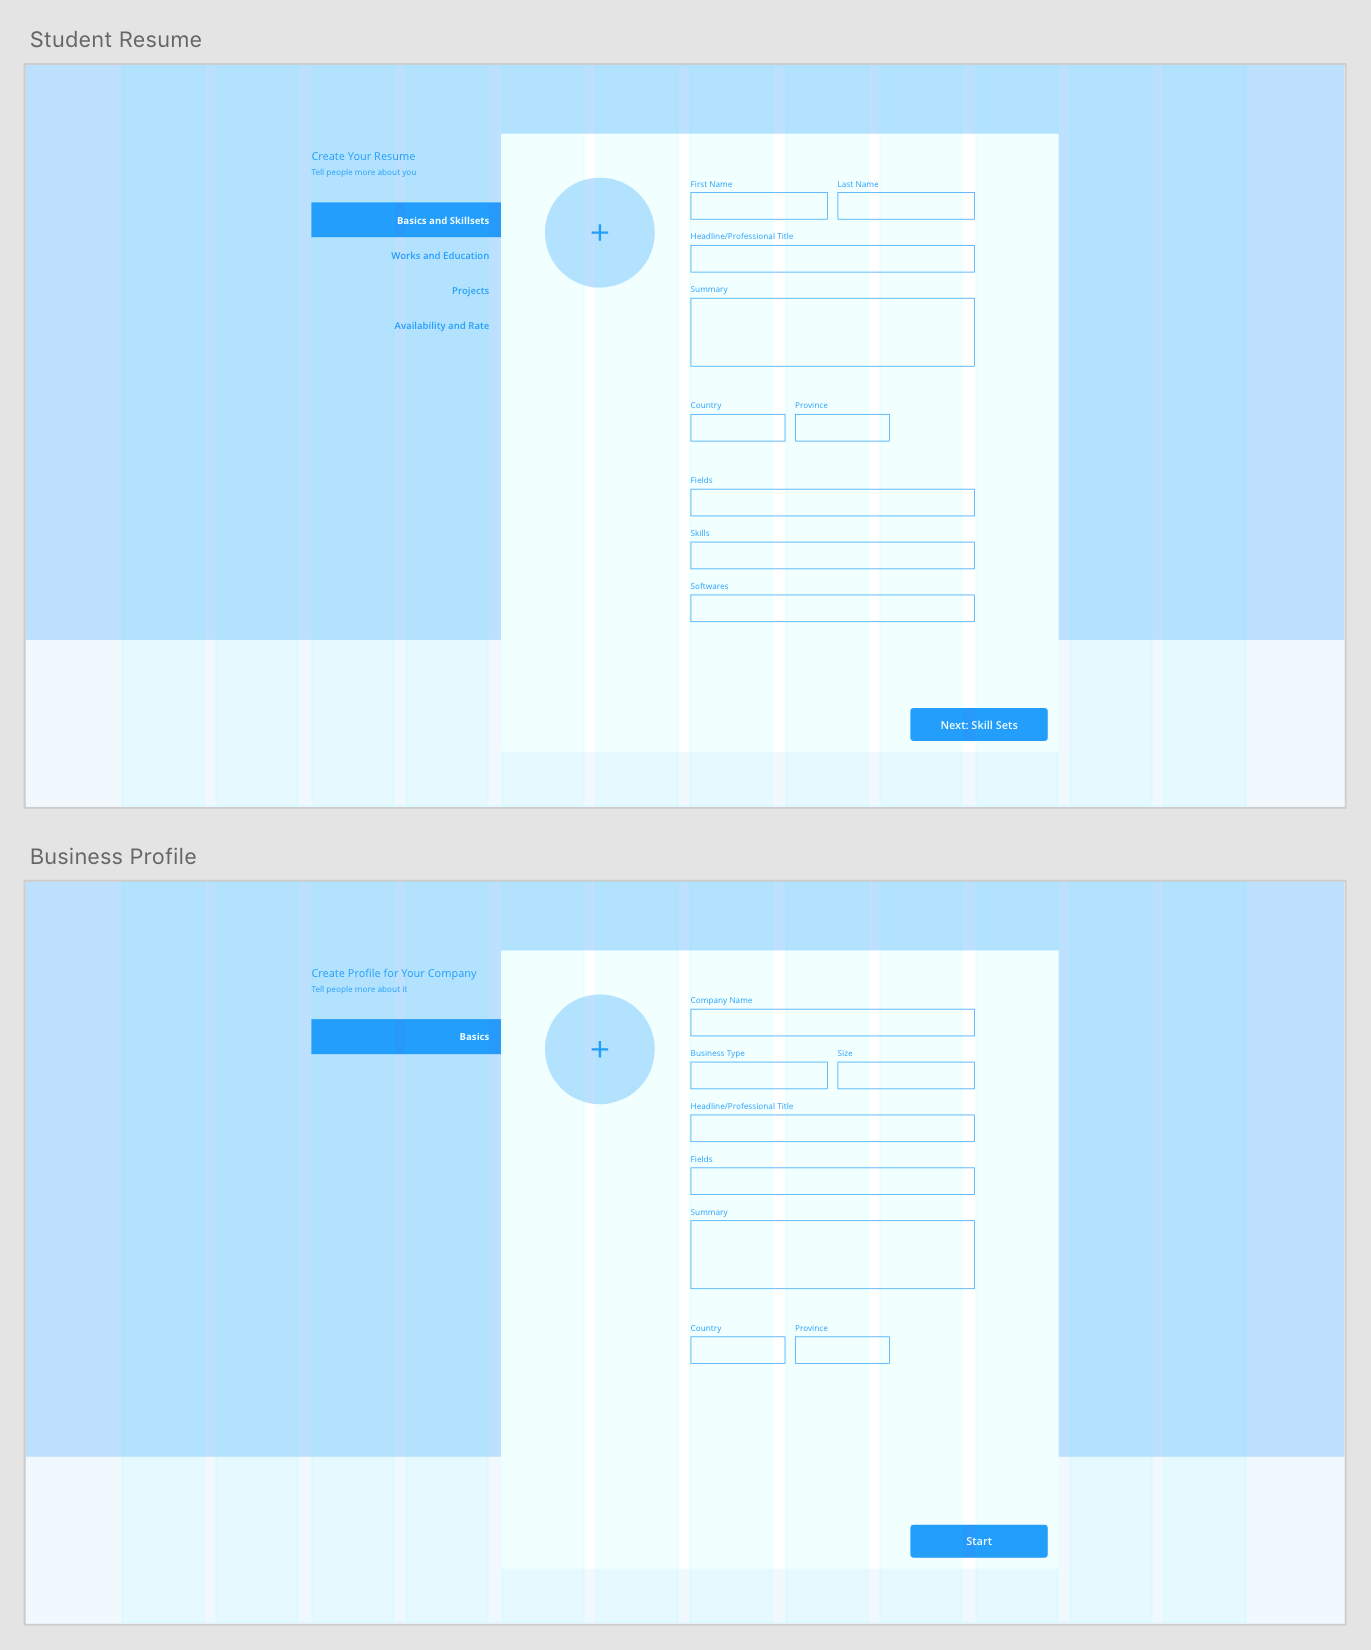 Student Resume
Create Your Resume
Tell people more about you
Basics and Skillsets
Works and Education
Projects
Availability and Rate
+
First Name
Last Name
Headline/Professional Title
Summary
Country
Province
Fields
Skills
Softwares
Next: Skill Sets
Business Profile
Create Profile for Your Company
Tell people more about it
Basics
+
Company Name
Business Type
Size
Headline/Professional Title
Fields
Summary
Country
Province
Start